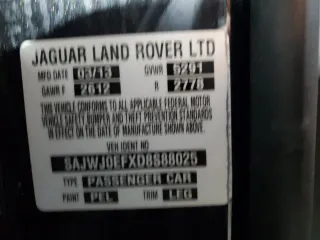 JAGUAR LAND ROVER LTD
MFG DATE 03/13 GVWR 5291
GAWR F 2612 R 2778
THIS VEHICLE CONFORMS TO ALL APPLICABLE FEDERAL MOTOR
VEHICLE SAFETY, BUMPER AND THEFT PREVENTION STANDARDS
IN EFFECT ON THE DATE OF MANUFACTURE SHOWN ABOVE.
VEH IDENT NO
SAJWJ0EFXD8S88025
TYPE PASSENGER CAR
PAINT PEL TRIM LEG